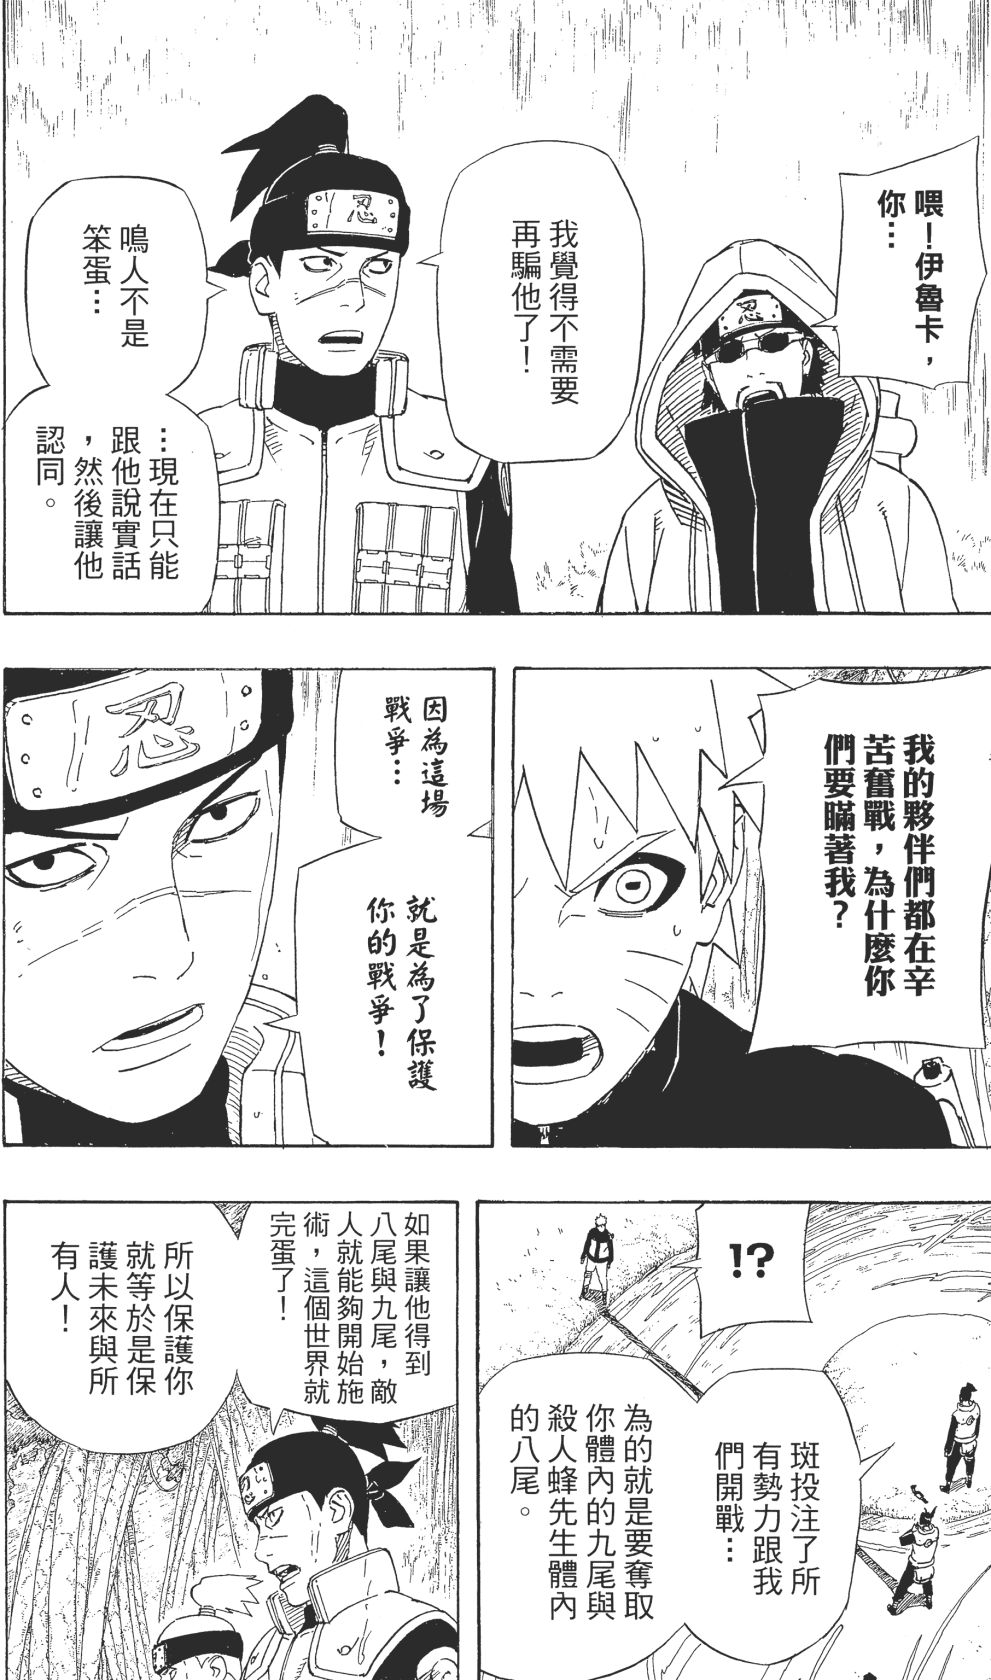 喂！伊魯卡，
你…
忍
我覺得不需要
再騙他了！
忍
鳴人不是
笨蛋…
…現在只能
跟他說實話
，然後讓他
認同。
我的夥伴們都在辛
苦奮戰，為什麼你
們要瞞著我？
因為這場
戰爭…
就是為了保護
你的戰爭！
忍
!?
斑投注了所
有勢力跟我
們開戰…
為的就是要奪取
你體內的九尾與
殺人蜂先生體內
的八尾。
如果讓他得到
八尾與九尾，敵
人就能夠開始施
術，這個世界就
完蛋了！
所以保護你
就等於是保
護未來與所
有人！